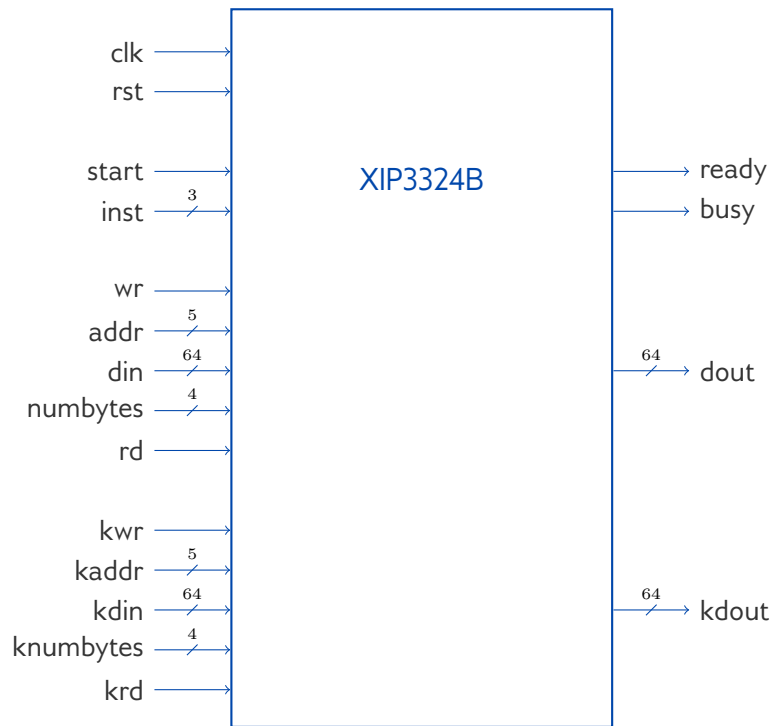 clk
rst
start
XIP3324B
ready
3
inst
busy
wr
5
addr
64
din
64
dout
4
numbytes
rd
kwr
5
kaddr
64
kdin
64
kdout
4
knumbytes
krd